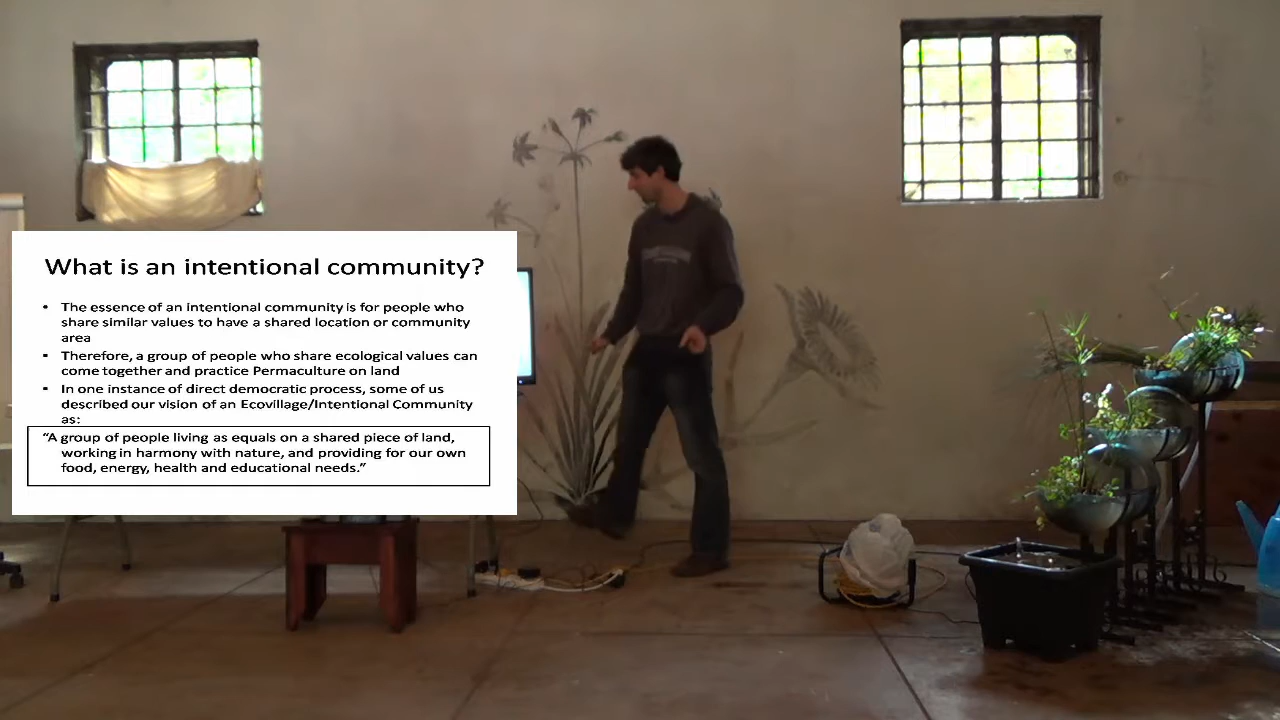 What is an intentional community?
• The essence of an intentional community is for people who
share similar values to have a shared location or community
area
• Therefore, a group of people who share ecological values can
come together and practice Permaculture on land
• In one instance of direct democratic process, some of us
described our vision of an Ecovillage/Intentional Community
as:
“A group of people living as equals on a shared piece of land,
working in harmony with nature, and providing for our own
food, energy, health and educational needs.”